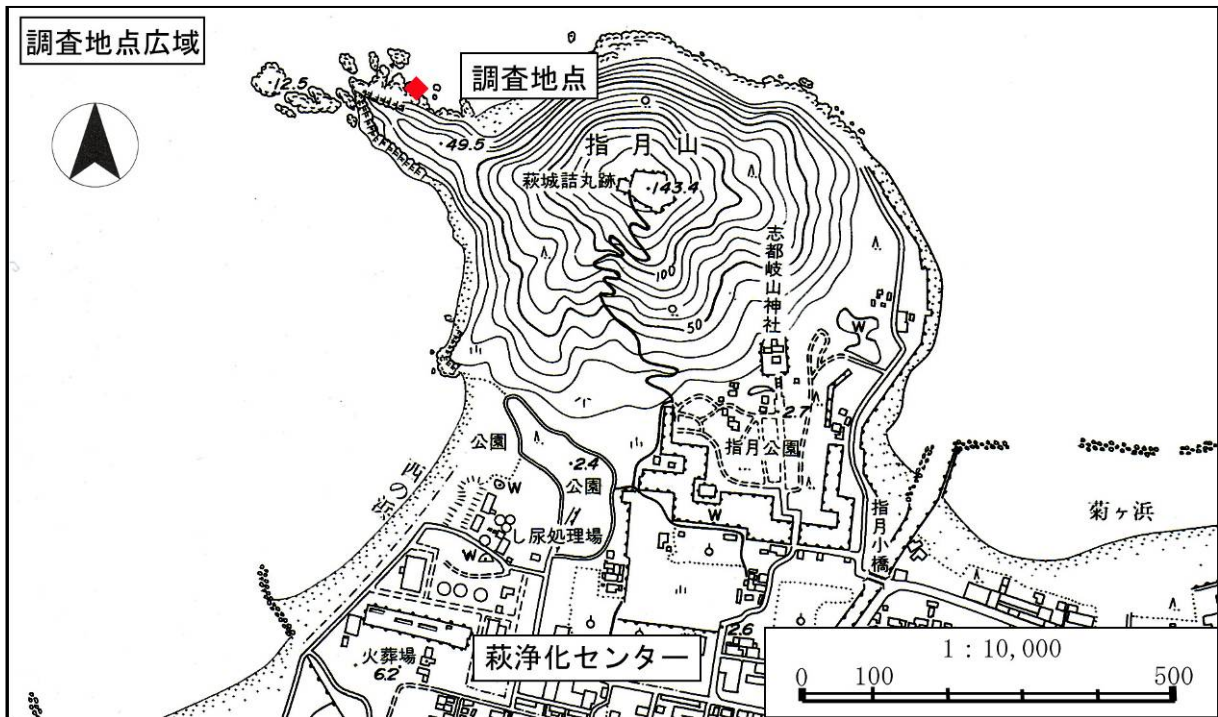 調査地点広域
調査地点
12.5
49.5
指月山
萩城詰丸跡
143.4
志都岐山神社
100
50
W
2.7
指月公園
公園
西の浜
W
2.4
公園
し尿処理場
W
W
指月小橋
菊ヶ浜
火葬場
6.2
萩浄化センター
2.6
1：10,000
0 100 500